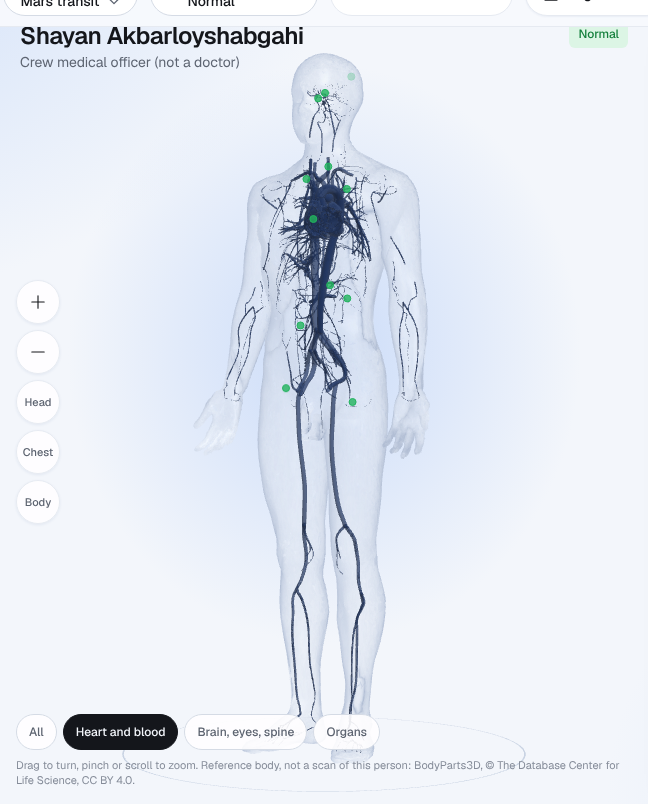 Mars transit
Normal
Shayan Akbarloyshabgahi
Normal
Crew medical officer (not a doctor)
Head
Chest
Body
All
Heart and blood
Brain, eyes, spine
Organs
Drag to turn, pinch or scroll to zoom. Reference body, not a scan of this person: BodyParts3D, © The Database Center for
Life Science, CC BY 4.0.